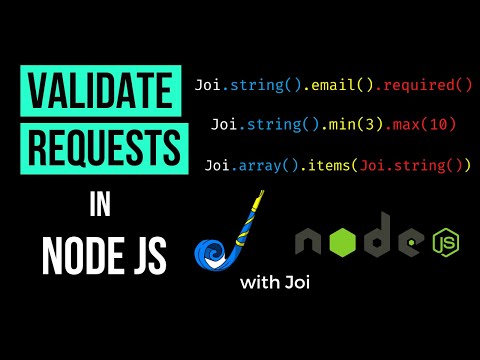 VALIDATE
REQUESTS
IN
NODE JS
Joi.string().email().required()
Joi.string().min(3).max(10)
Joi.array().items(Joi.string())
node
JS
with Joi